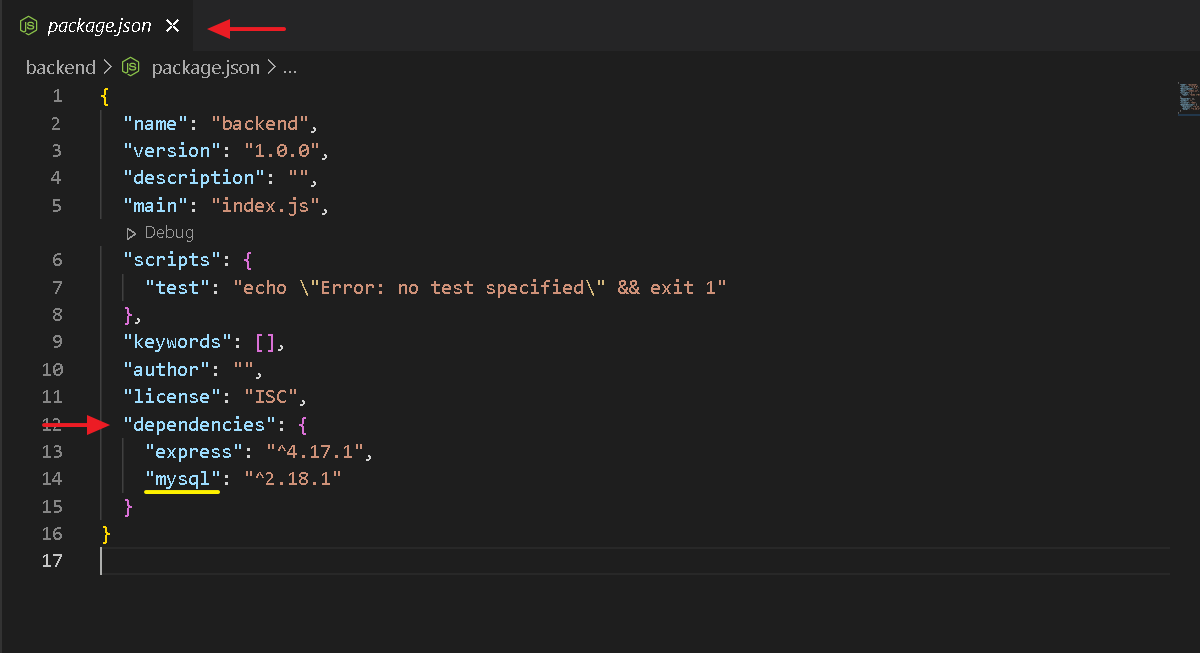 JS package.json ×
backend > JS package.json > ...
1 {
2 "name": "backend",
3 "version": "1.0.0",
4 "description": "",
5 "main": "index.js",
Debug
6 "scripts": {
7 "test": "echo \"Error: no test specified\" && exit 1"
8 },
9 "keywords": [],
10 "author": "",
11 "license": "ISC",
12 "dependencies": {
13 "express": "^4.17.1",
14 "mysql": "^2.18.1"
15 }
16 }
17